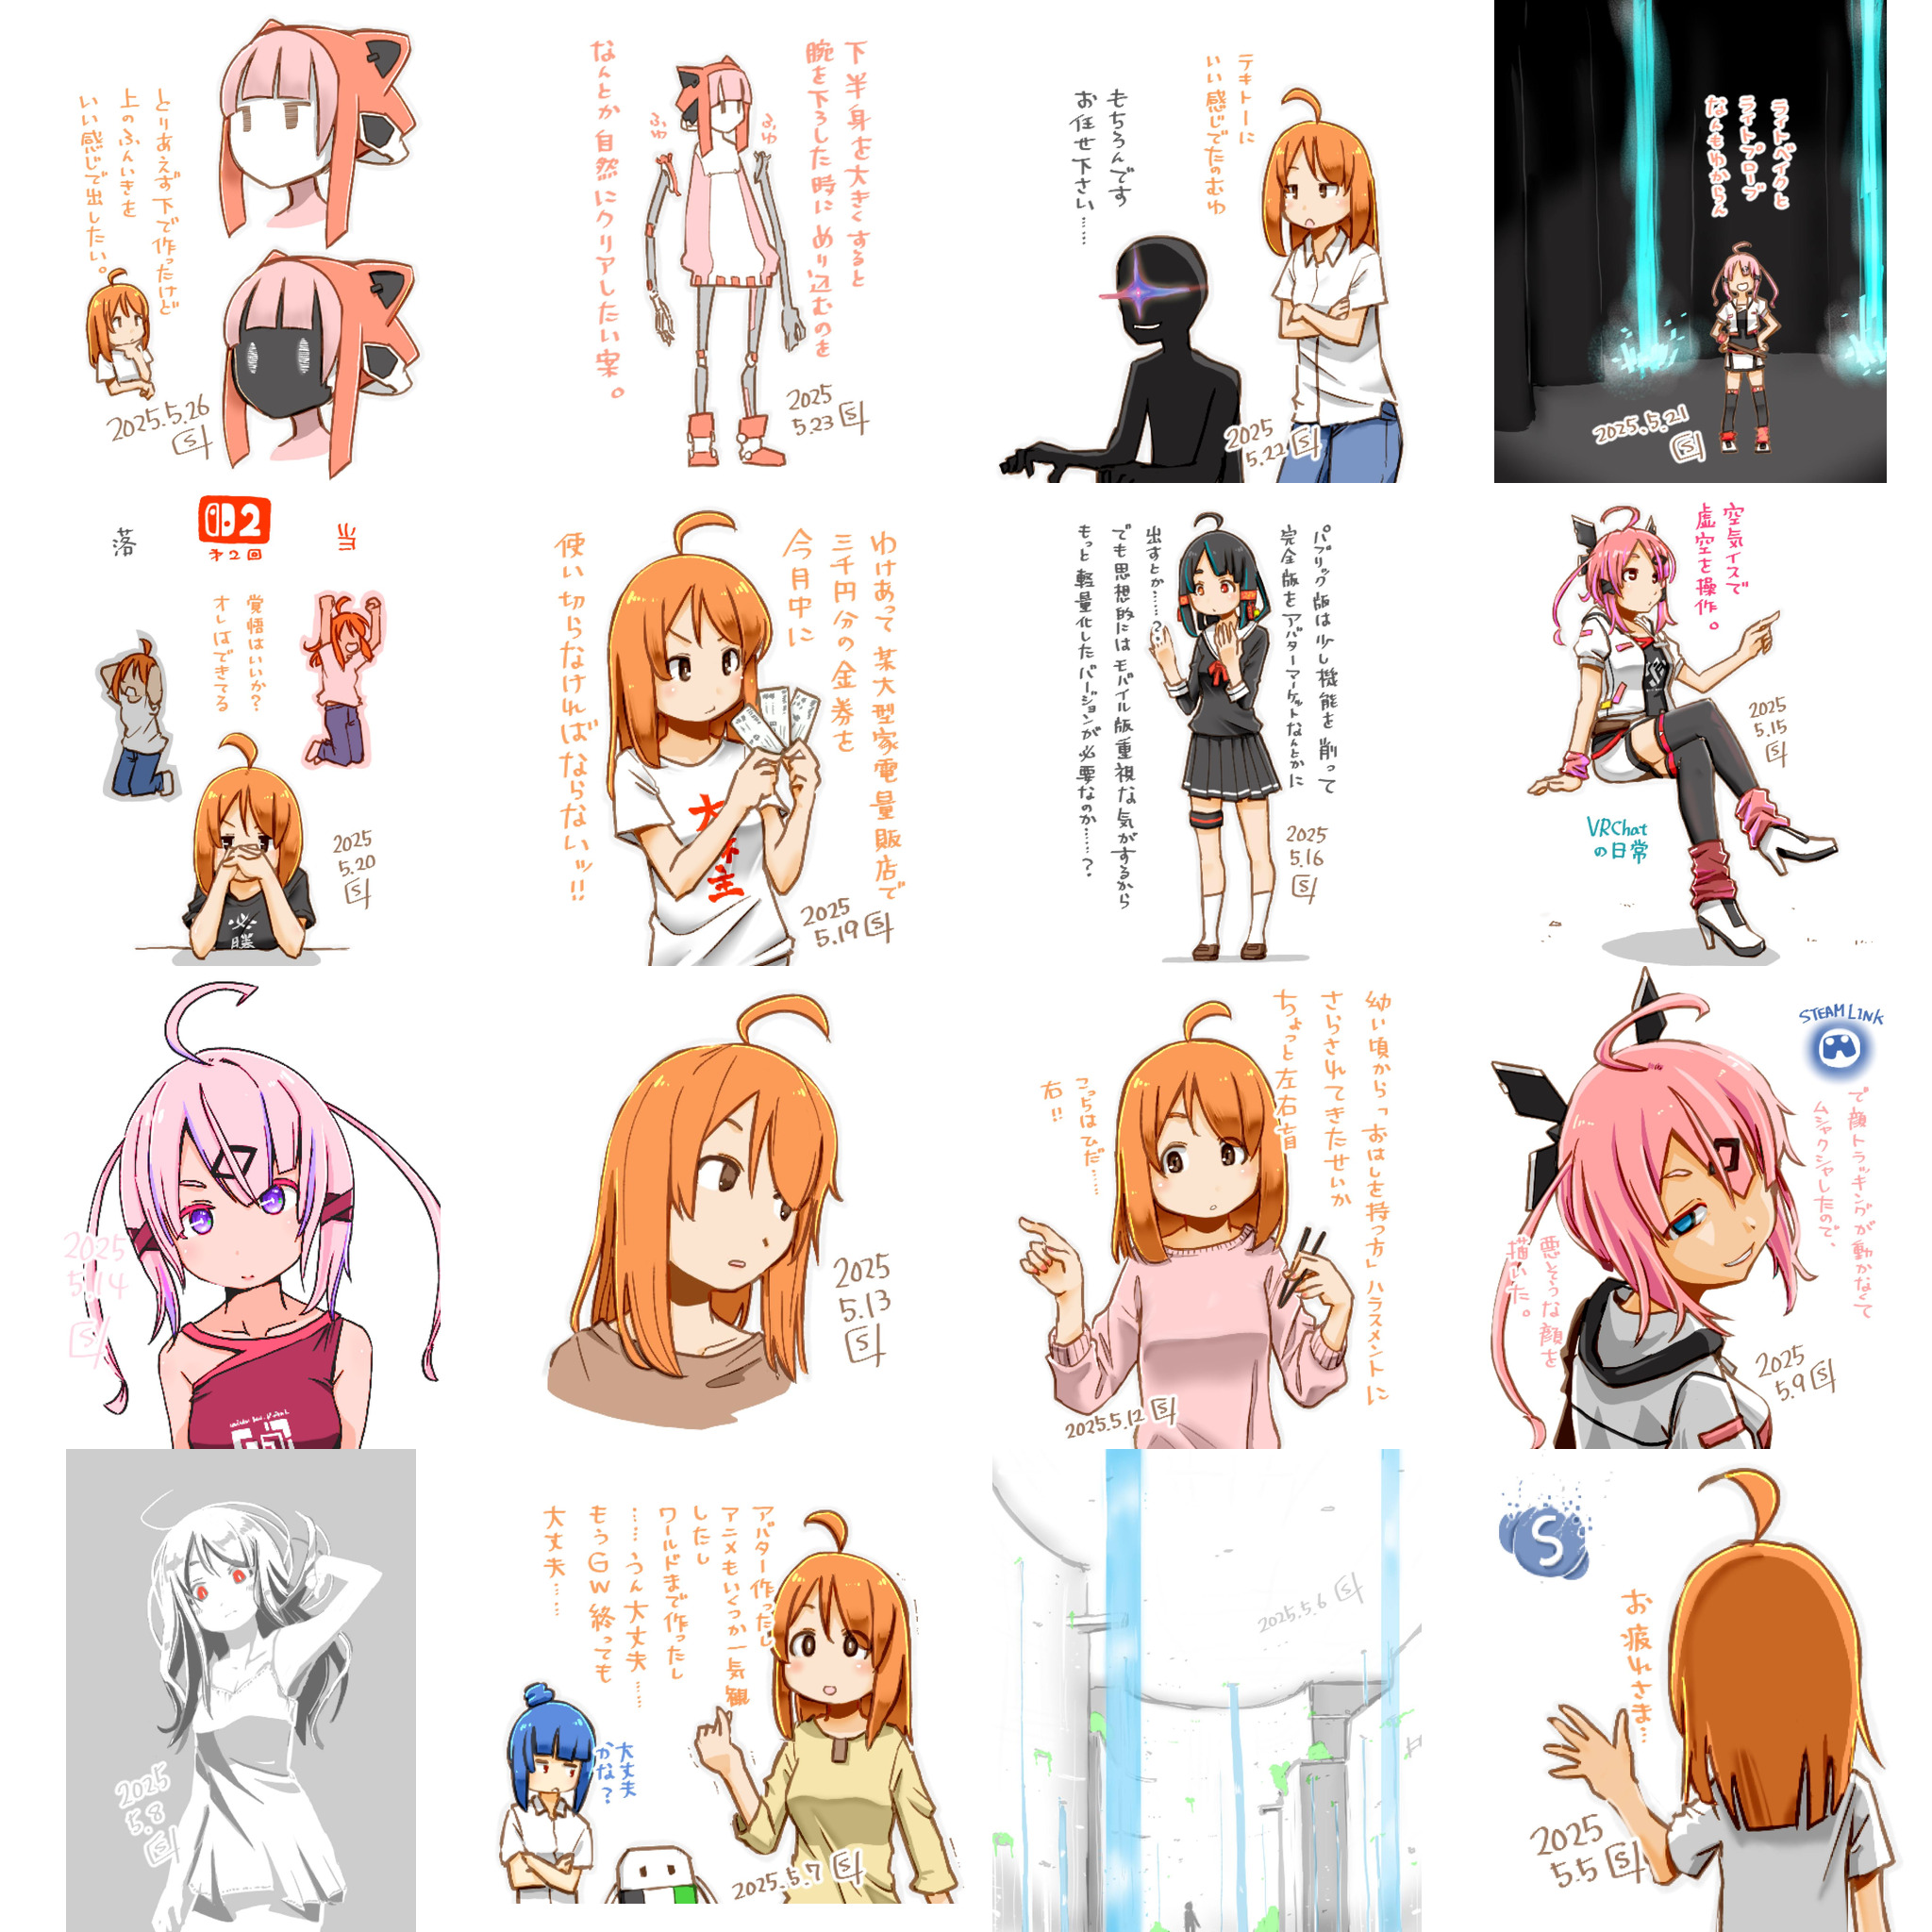 とりあえず下で作ったけど
上のふんいきを
いい感じで出したい。
2025.5.26
下半身を大きくすると
腕を下ろした時にめり込むのを
なんとか自然にクリアしたい案。
ふゆ
ふゆ
2025
5.23
テキトーに
いい感じでたのむゆ
もちろんです
お任せ下さい……
2025
5.22
ライトベイクと
ライトプローブ
なんもわからん
2025.5.21
落
2
第2回
当
覚悟はいいか?
オレはできてる
必勝
2025
5.20
わけあって某大型家電量販店で
三千円分の金券を
今月中に
使い切らなければならないッ!!
大株主
2025
5.19
パブリック版は少し機能を削って
完全版をアバターマーケットなんとかに
出すとか……?
でも思想的にはモバイル版重視な気がするから
もっと軽量化したバージョンが必要なのか……?
2025
5.16
空気イスで
虚空を操作。
2025
5.15
VRChat
の日常
2025
5.14
2025
5.13
幼い頃から「おはしを持つ方」ハラスメントに
さらされてきたせいか
ちょっと左右盲
こっちはひだ……
右!!
2025.5.12
STEAM LINK
で顔トラッキングが動かなくて
ムシャクシャしたので、
悪そうな顔を
描いた。
2025
5.9
2025
5.8
アバター作ったし
アニメもいくつか一気観
したし
ワールドまで作ったし
……うん大丈夫……
もうGW終っても
大丈夫……
大丈夫
かな?
2025.5.7
2025.5.6
S
お疲れさま…
2025
5.5